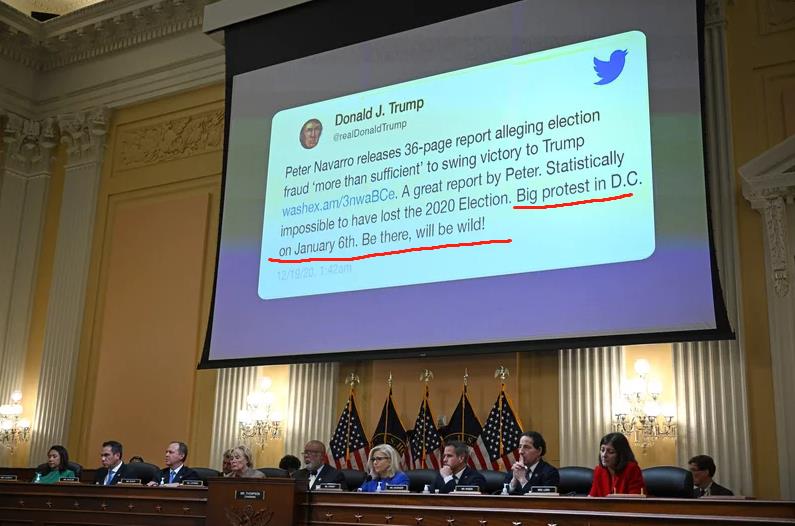 Donald J. Trump
@realDonaldTrump
Peter Navarro releases 36-page report alleging election
fraud 'more than sufficient' to swing victory to Trump
washex.am/3nwaBCe. A great report by Peter. Statistically
impossible to have lost the 2020 Election. Big protest in D.C.
on January 6th. Be there, will be wild!
12/19/20, 1:42am
MR. THOMPSON